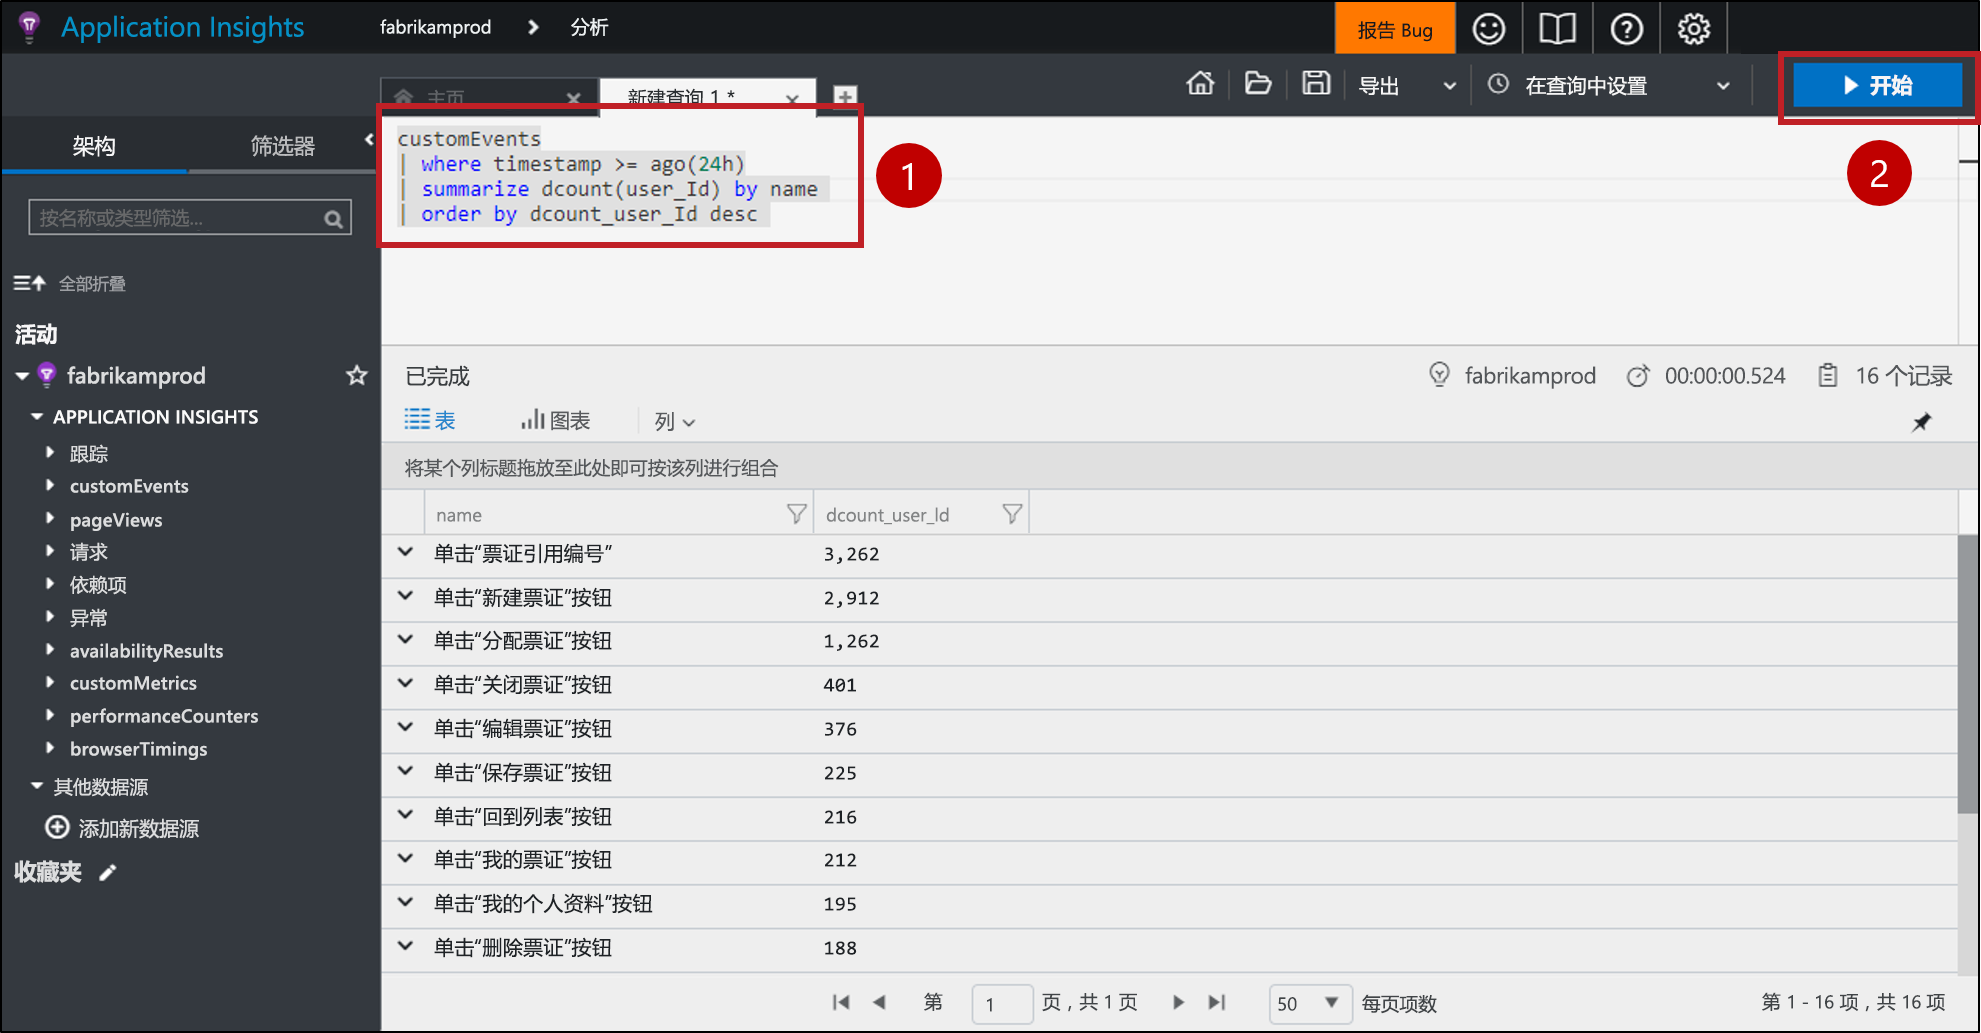 Application Insights
fabrikamprod
分析
报告 Bug
主页
新建查询 1 *
导出
在查询中设置
开始
架构
筛选器
customEvents
| where timestamp >= ago(24h)
| summarize dcount(user_Id) by name
| order by dcount_user_Id desc
1
2
按名称或类型筛选...
全部折叠
活动
fabrikamprod
APPLICATION INSIGHTS
跟踪
customEvents
pageViews
请求
依赖项
异常
availabilityResults
customMetrics
performanceCounters
browserTimings
其他数据源
添加新数据源
收藏夹
已完成
fabrikamprod
00:00:00.524
16 个记录
表
图表
列
将某个列标题拖放至此处即可按该列进行组合
name dcount_user_Id
单击“票证引用编号” 3,262
单击“新建票证”按钮 2,912
单击“分配票证”按钮 1,262
单击“关闭票证”按钮 401
单击“编辑票证”按钮 376
单击“保存票证”按钮 225
单击“回到列表”按钮 216
单击“我的票证”按钮 212
单击“我的个人资料”按钮 195
单击“删除票证”按钮 188
第 1 页，共 1 页 50 每页项数 第 1 - 16 项，共 16 项